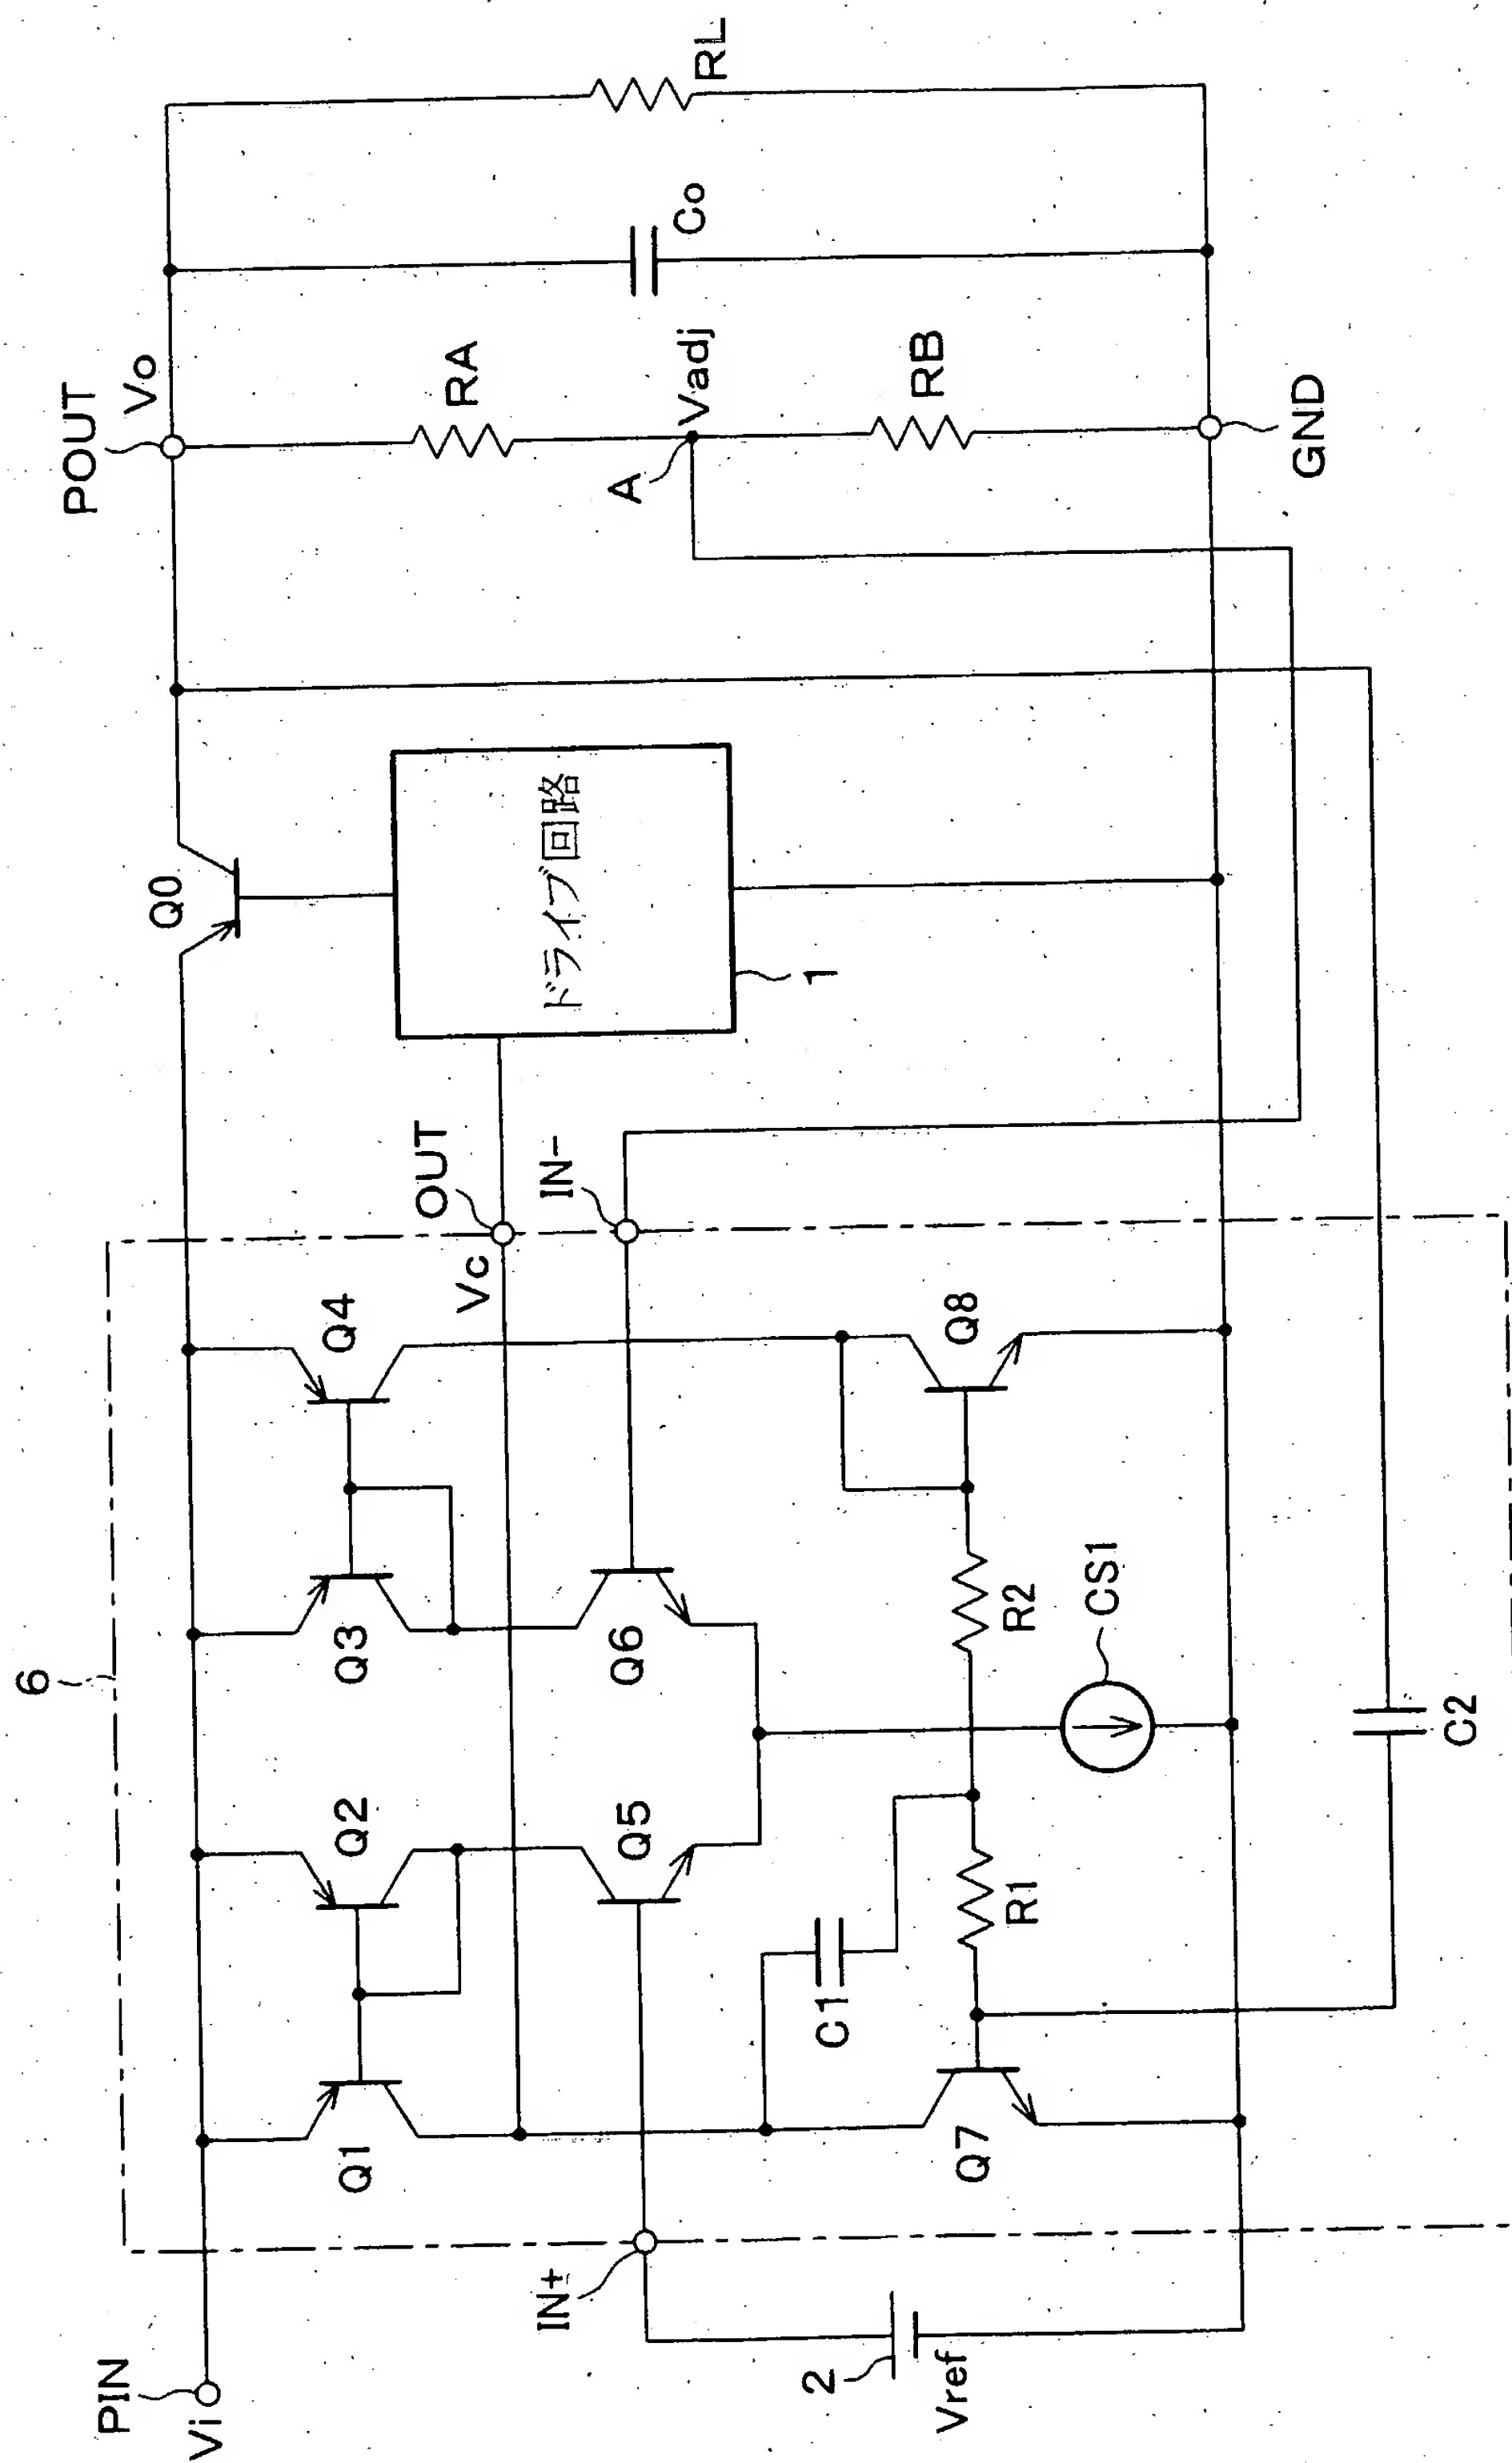 PIN
Vi
Q0
POUT
Vo
6
Q1
Q2
Q3
Q4
OUT
Vc
ドライブ回路
1
RA
RL
IN+
Q5
Q6
IN-
A
Vadj
Co
2
Vref
C1
Q7
R1
R2
Q8
CS1
RB
GND
C2